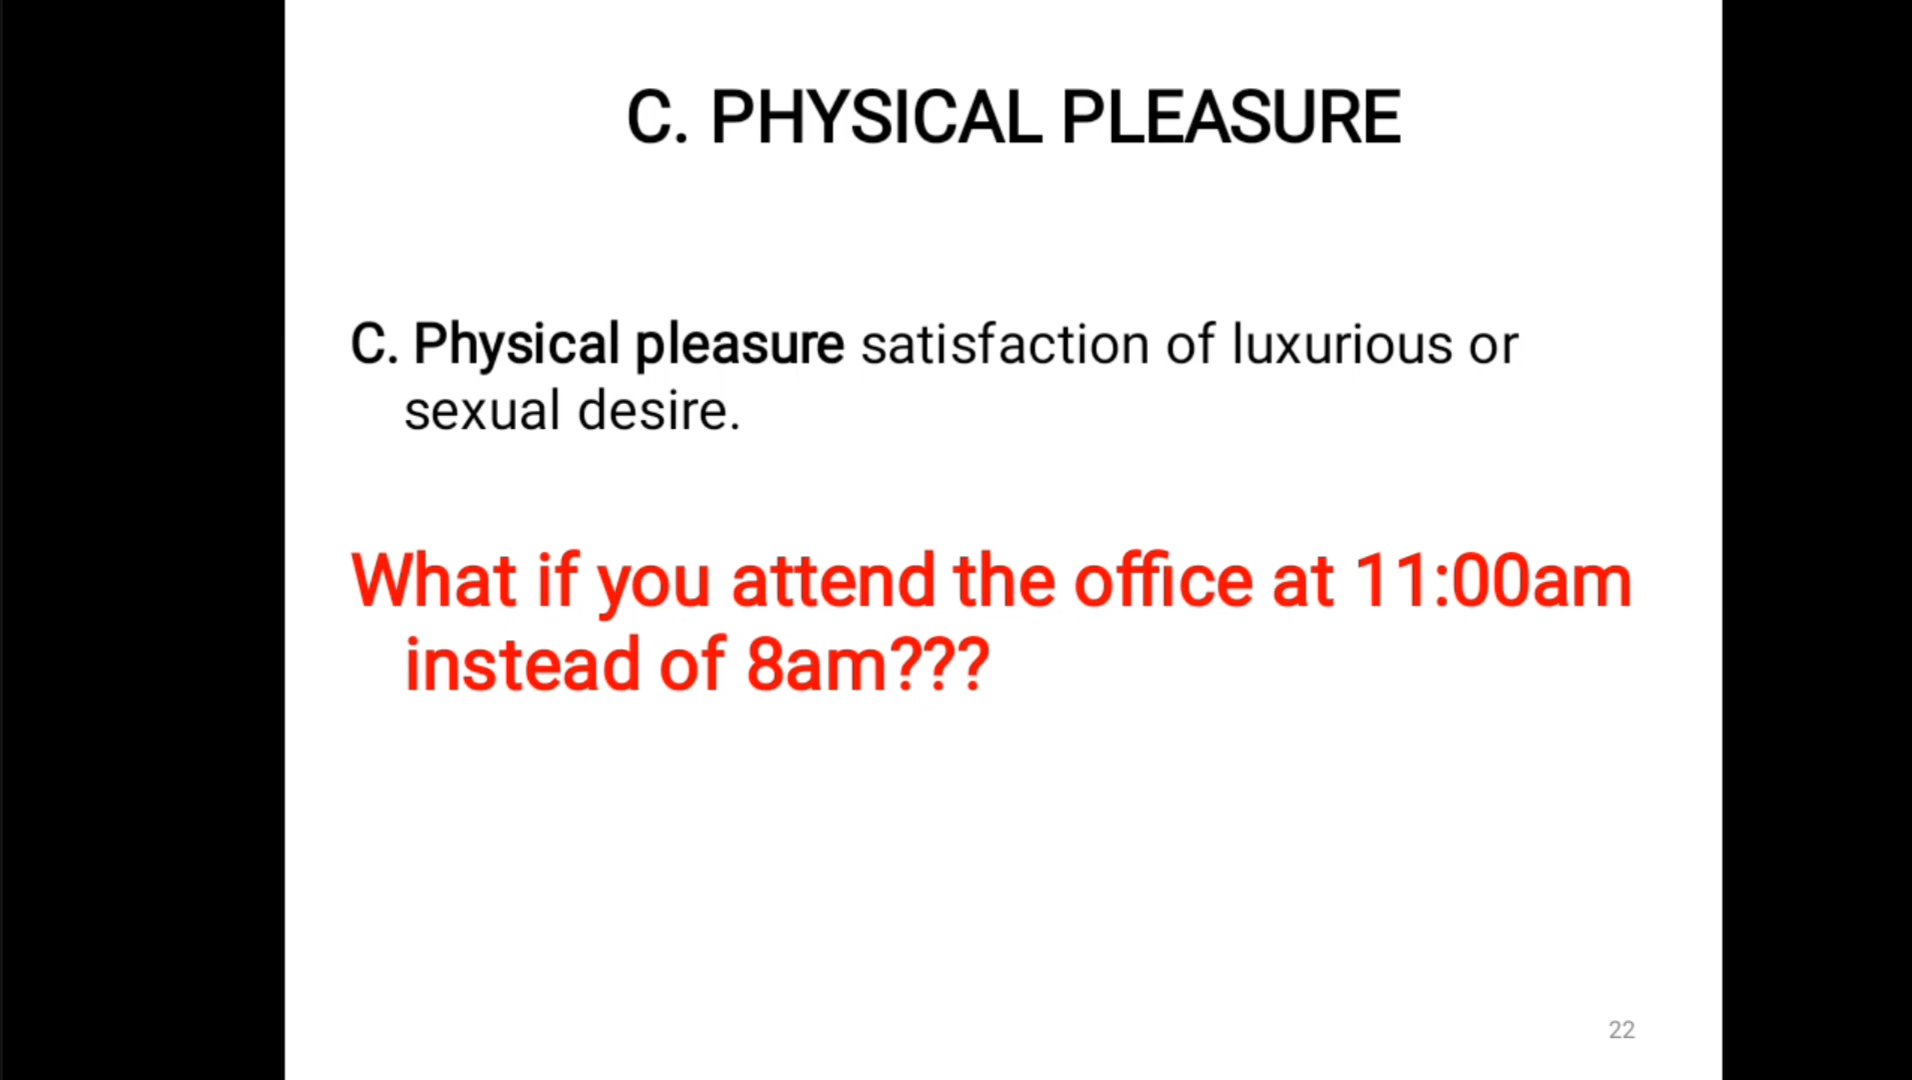 C. PHYSICAL PLEASURE
C. Physical pleasure satisfaction of luxurious or
sexual desire.
What if you attend the office at 11:00am
instead of 8am???
22